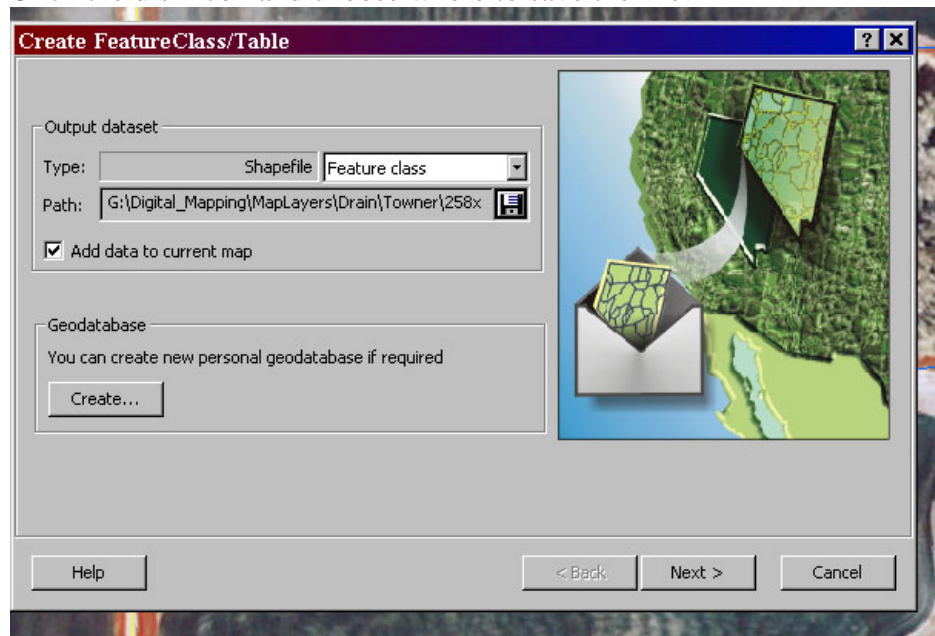 Create FeatureClass/Table
Output dataset
Type: Shapefile Feature class
Path: G:\Digital_Mapping\MapLayers\Drain\Towner\258x
Add data to current map
Geodatabase
You can create new personal geodatabase if required
Create...
Help < Back Next > Cancel